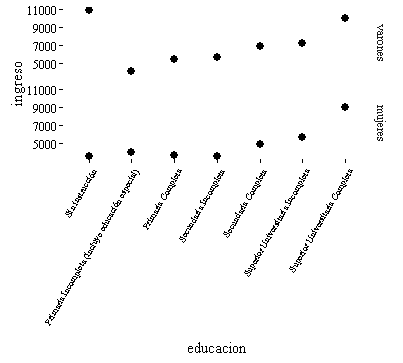 11000
9000
7000
5000
11000
9000
7000
5000
ingreso
varones
mujeres
Sin instrucción
Primaria Incompleta (incluye educación especial)
Primaria Completa
Secundaria Incompleta
Secundaria Completa
Superior Universitaria Incompleta
Superior Universitaria Completa
educacion